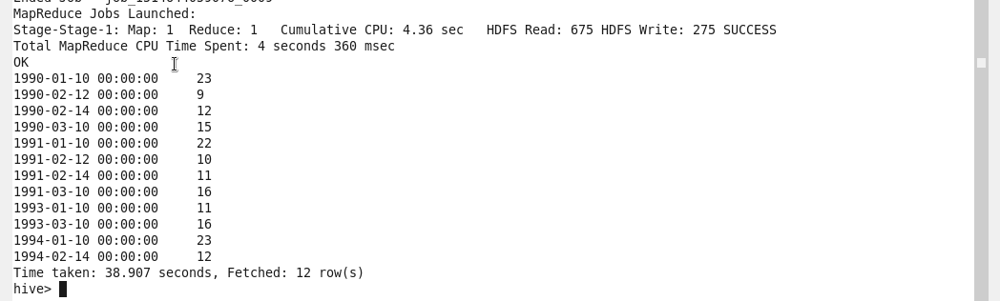 MapReduce Jobs Launched:
Stage-Stage-1: Map: 1  Reduce: 1   Cumulative CPU: 4.36 sec   HDFS Read: 675 HDFS Write: 275 SUCCESS
Total MapReduce CPU Time Spent: 4 seconds 360 msec
OK
1990-01-10 00:00:00     23
1990-02-12 00:00:00     9
1990-02-14 00:00:00     12
1990-03-10 00:00:00     15
1991-01-10 00:00:00     22
1991-02-12 00:00:00     10
1991-02-14 00:00:00     11
1991-03-10 00:00:00     16
1993-01-10 00:00:00     11
1993-03-10 00:00:00     16
1994-01-10 00:00:00     23
1994-02-14 00:00:00     12
Time taken: 38.907 seconds, Fetched: 12 row(s)
hive>